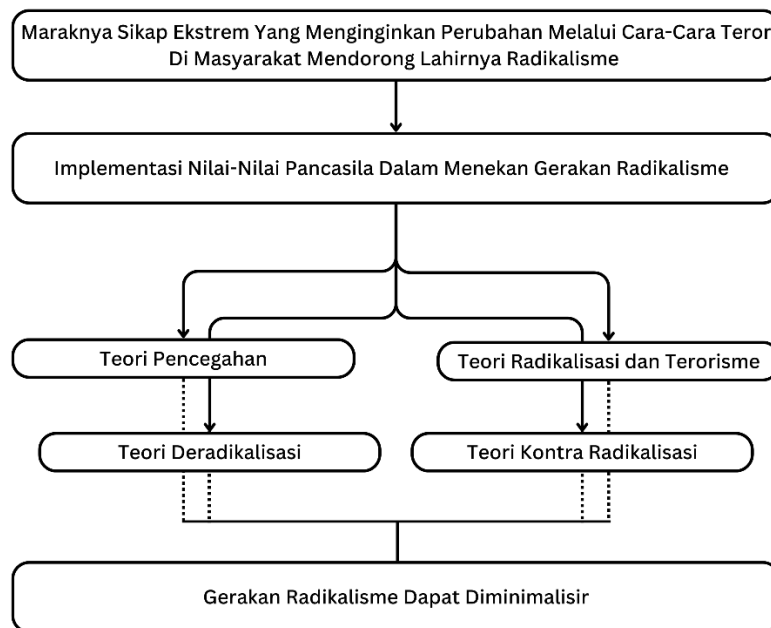 Maraknya Sikap Ekstrem Yang Menginginkan Perubahan Melalui Cara-Cara Teror
Di Masyarakat Mendorong Lahirnya Radikalisme
Implementasi Nilai-Nilai Pancasila Dalam Menekan Gerakan Radikalisme
Teori Pencegahan
Teori Radikalisasi dan Terorisme
Teori Deradikalisasi
Teori Kontra Radikalisasi
Gerakan Radikalisme Dapat Diminimalisir